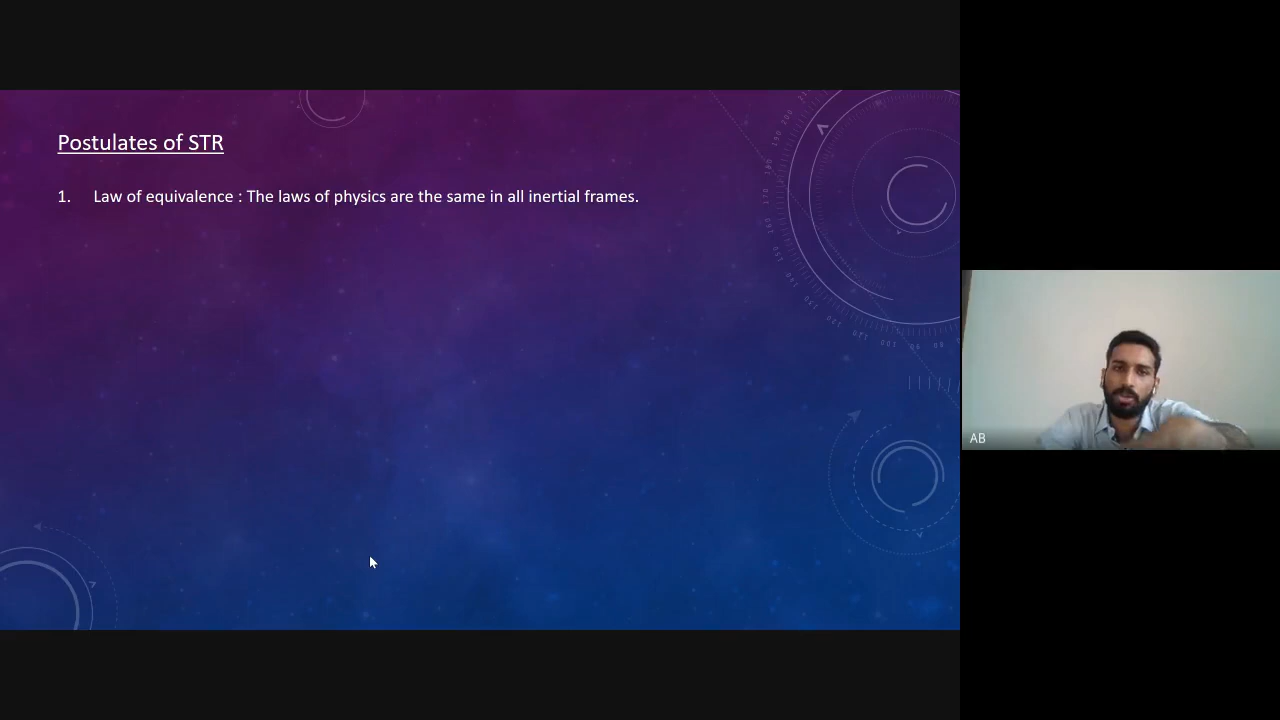 Postulates of STR
1. Law of equivalence : The laws of physics are the same in all inertial frames.
AB